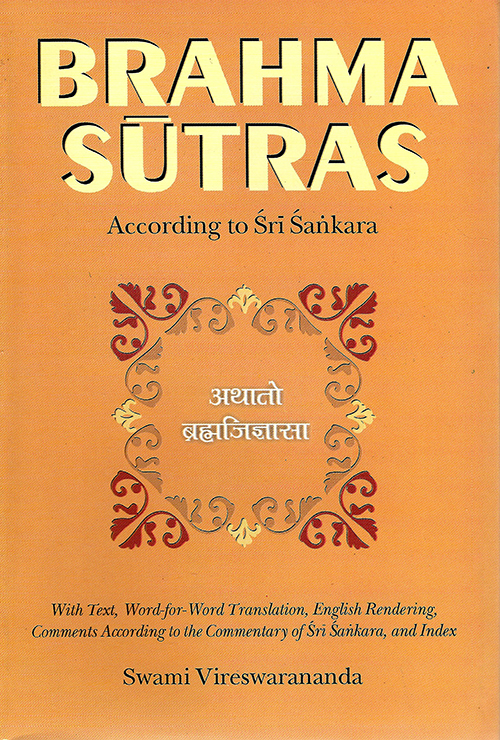 BRAHMA
SŪTRAS
According to Śrī Śaṅkara
अथातो
ब्रह्मजिज्ञासा
With Text, Word-for-Word Translation, English Rendering,
Comments According to the Commentary of Śrī Śaṅkara, and Index
Swami Vireswarananda